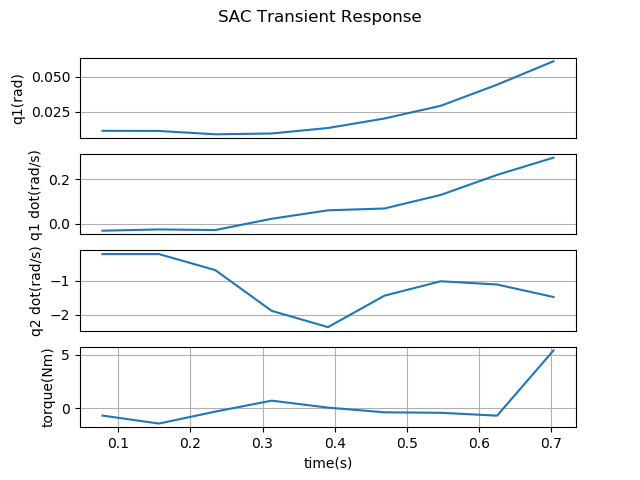 SAC Transient Response
q1(rad)
0.050
0.025
q1 dot(rad/s)
0.2
0.0
q2 dot(rad/s)
−1
−2
torque(Nm)
5
0
0.1 0.2 0.3 0.4 0.5 0.6 0.7
time(s)